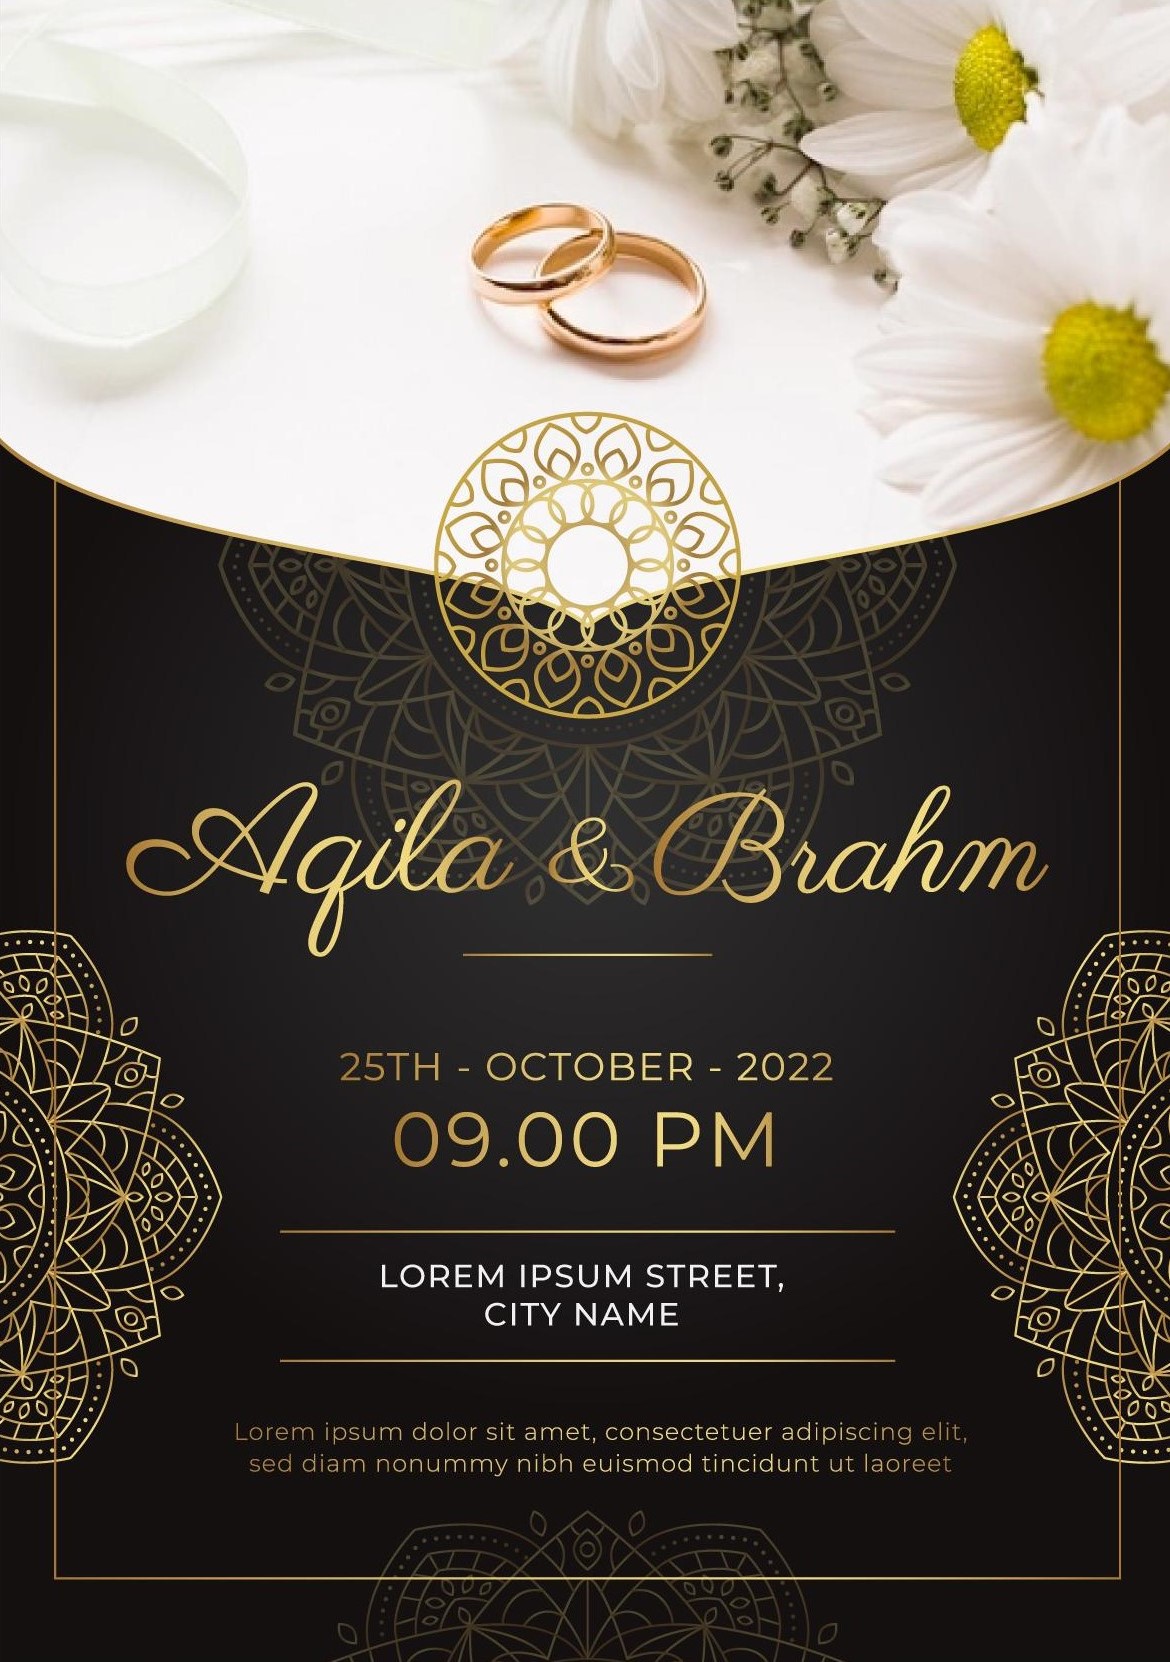 Aqila & Brahm
25TH - OCTOBER - 2022
09.00 PM
LOREM IPSUM STREET,
CITY NAME
Lorem ipsum dolor sit amet, consectetuer adipiscing elit,
sed diam nonummy nibh euismod tincidunt ut laoreet